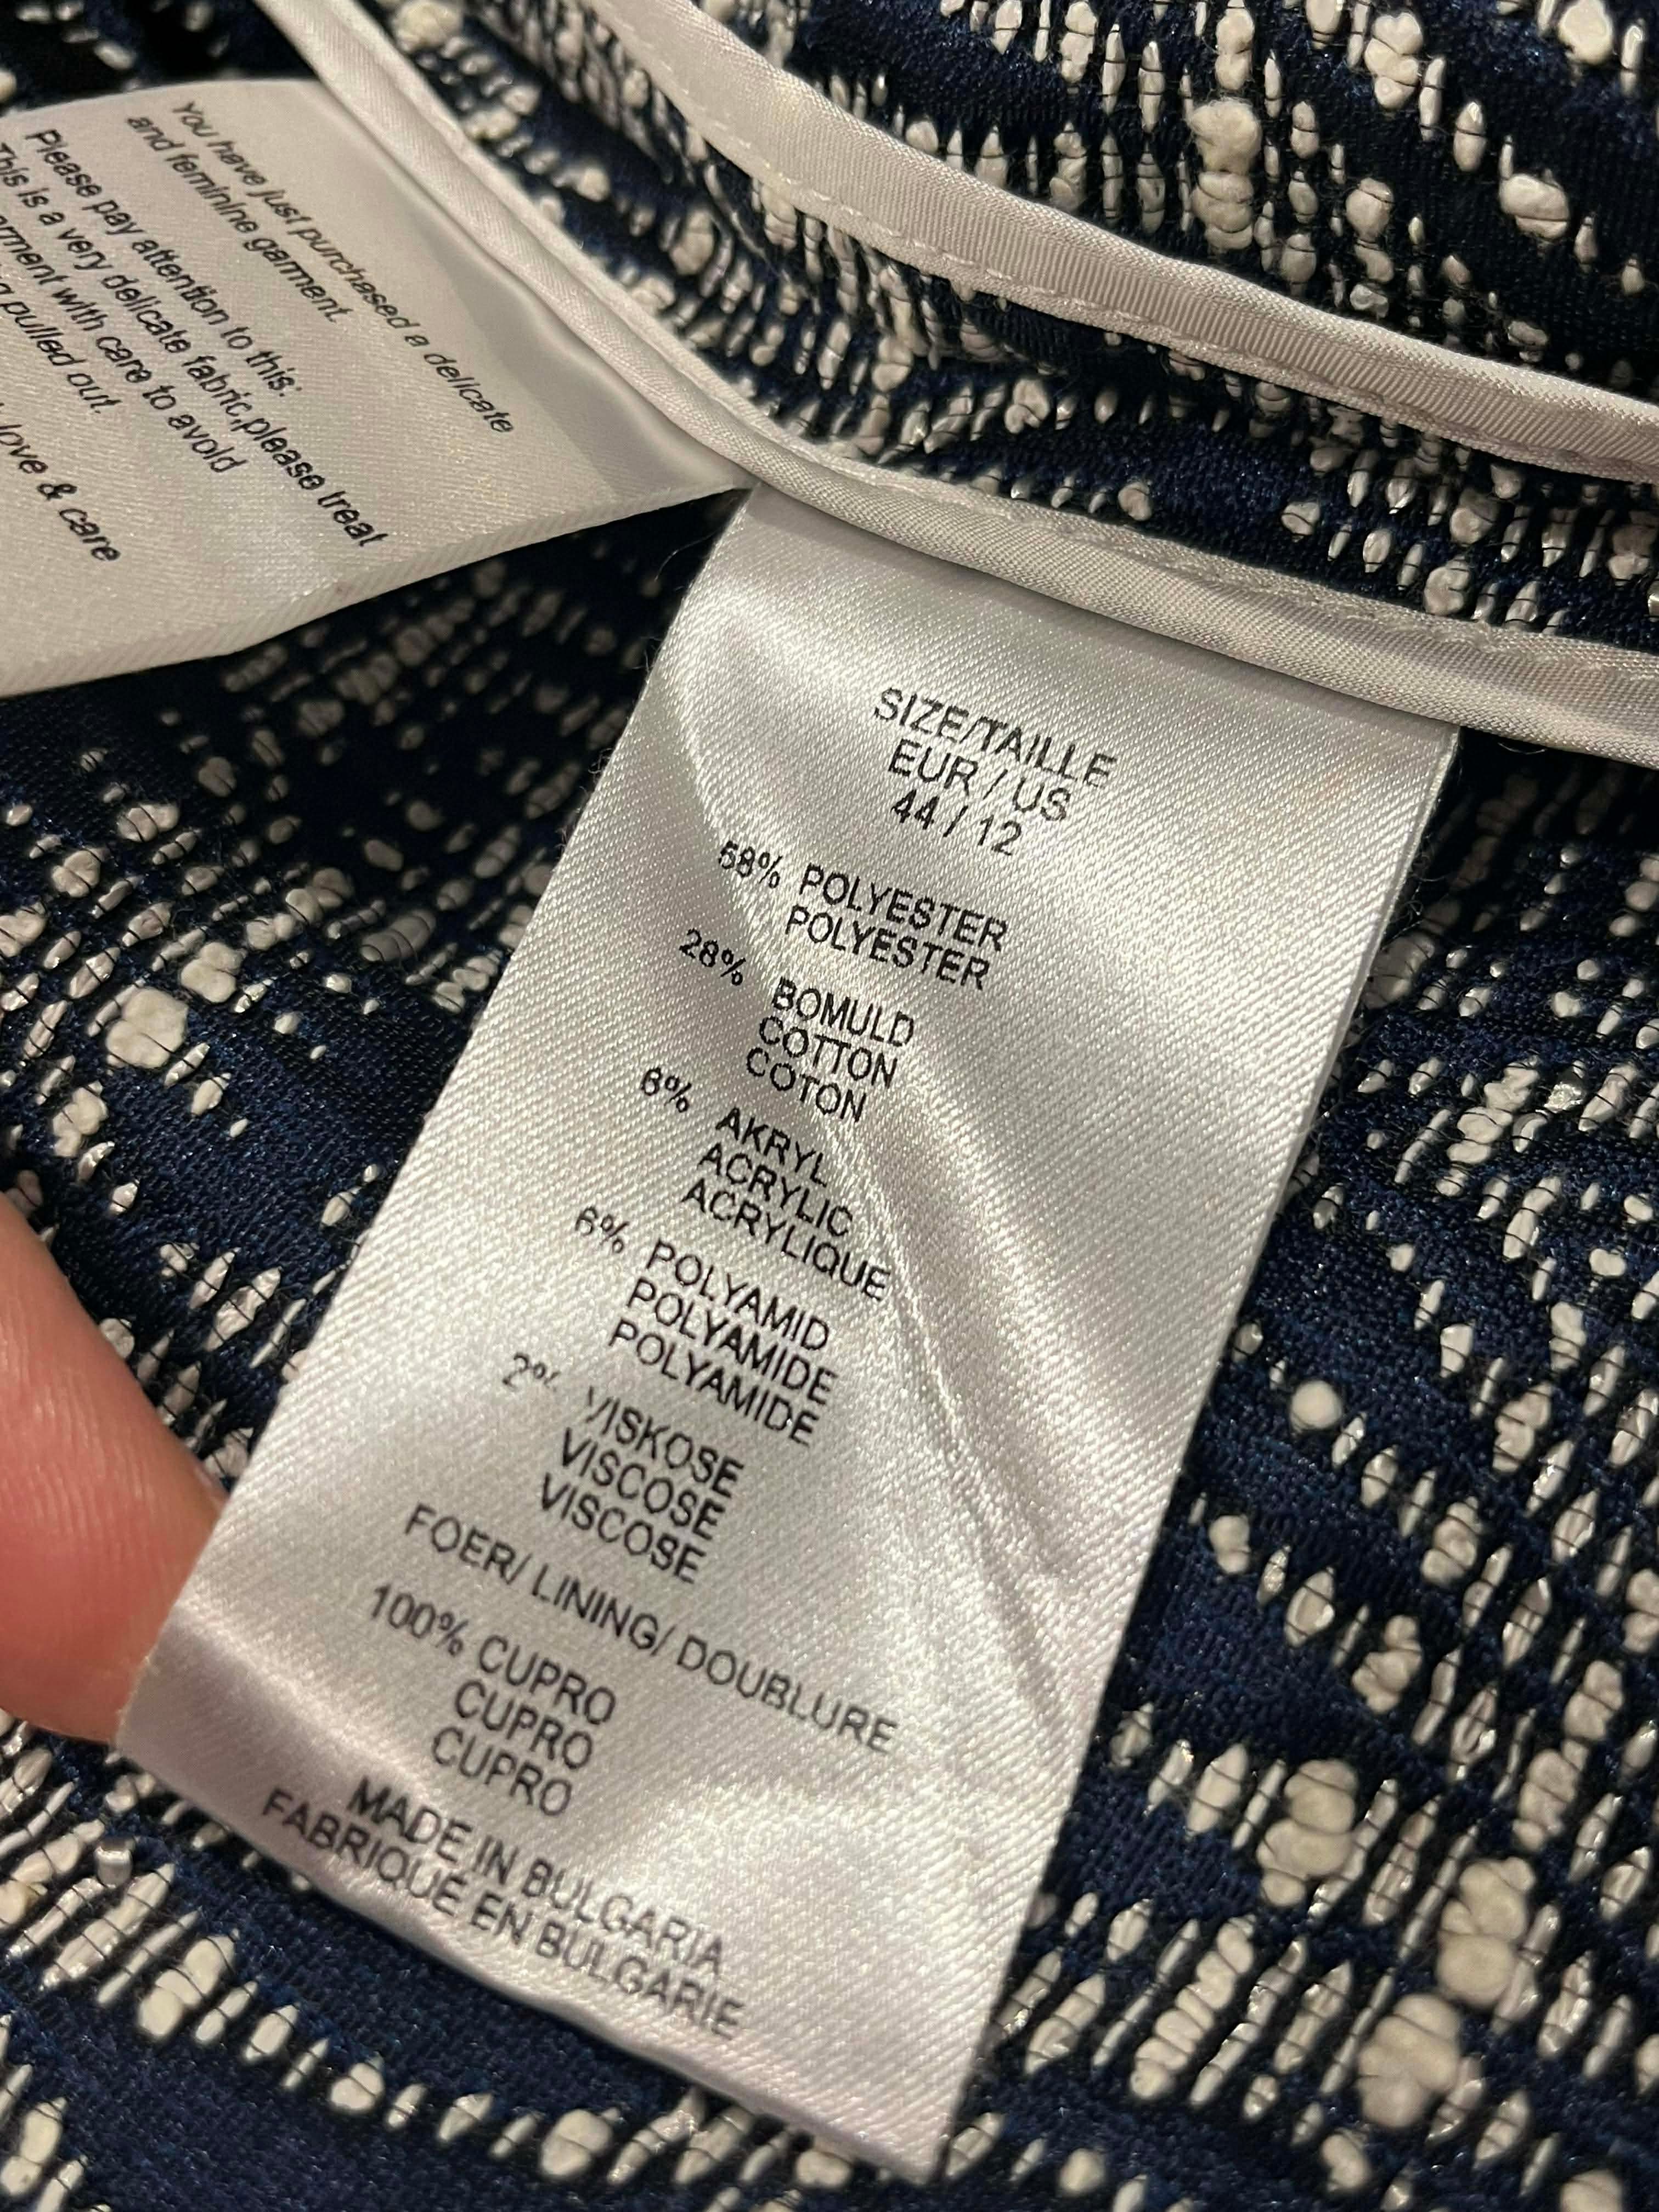 You have just purchased a delicate
and feminine garment.
Please pay attention to this:
This is a very delicate fabric, please treat
with care to avoid
pulled out.
love & care
SIZE/TAILLE
EUR / US
44 / 12
58% POLYESTER
POLYESTER
28% BOMULD
COTTON
COTON
6% AKRYL
ACRYLIC
ACRYLIQUE
6% POLYAMID
POLYAMIDE
POLYAMIDE
2% VISKOSE
VISCOSE
VISCOSE
FOER/ LINING/ DOUBLURE
100% CUPRO
CUPRO
CUPRO
MADE IN BULGARIA
FABRIQUE EN BULGARIE